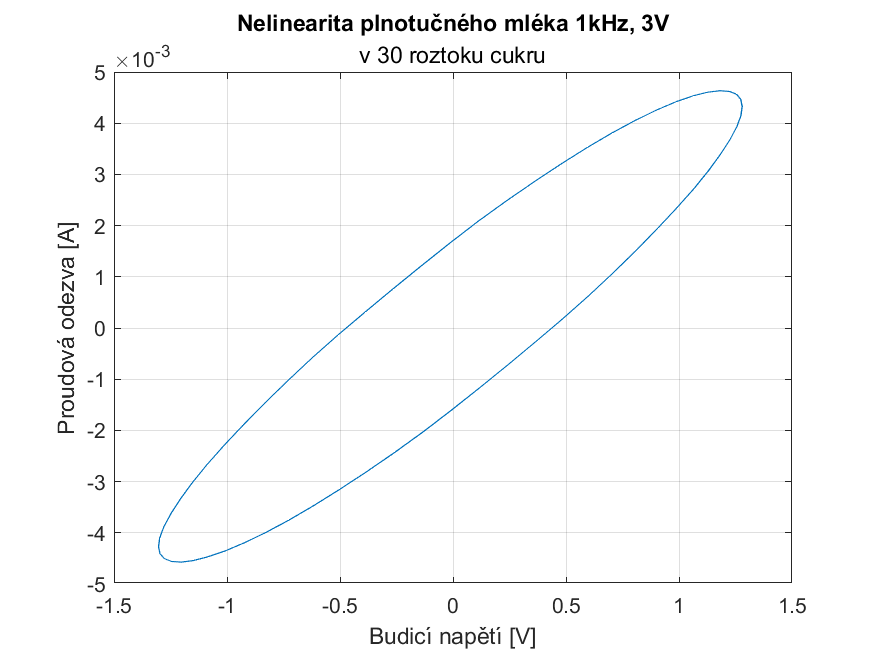 Nelinearita plnotučného mléka 1kHz, 3V
v 30 roztoku cukru
×10-3
5
4
3
2
1
0
-1
-2
-3
-4
-5
Proudová odezva [A]
-1.5 -1 -0.5 0 0.5 1 1.5
Budicí napětí [V]